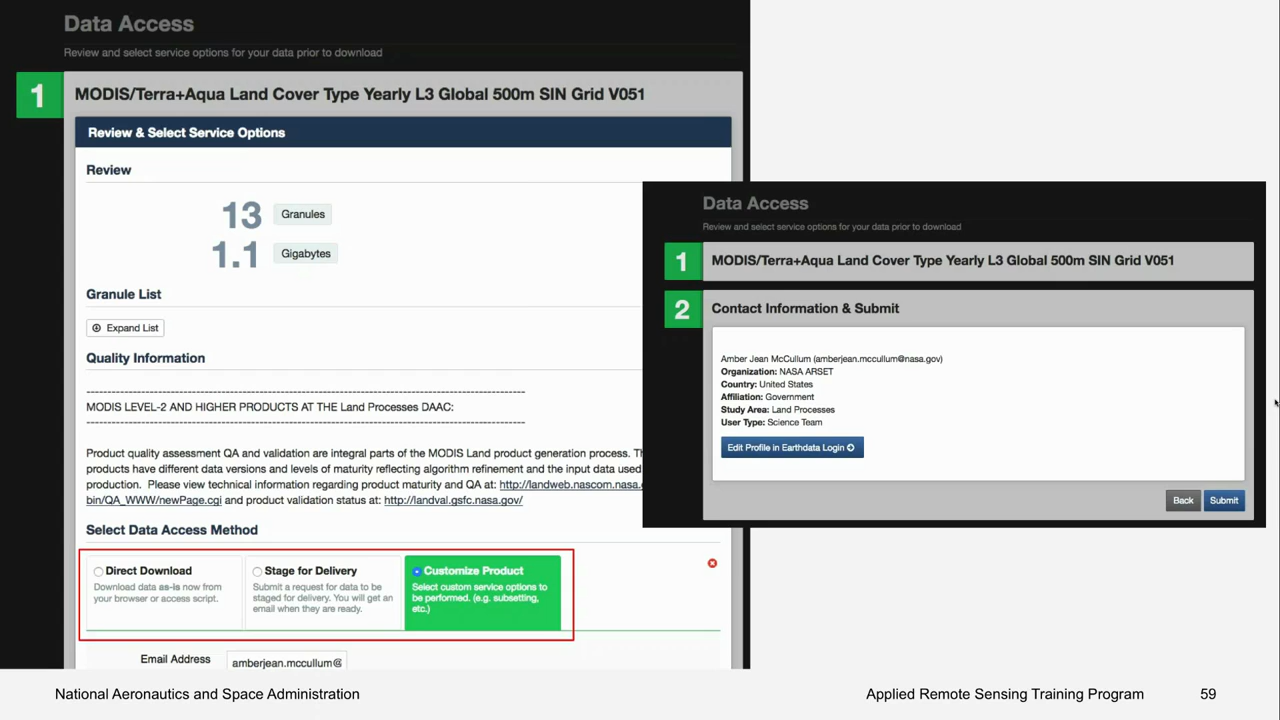 Data Access
Review and select service options for your data prior to download
1
MODIS/Terra+Aqua Land Cover Type Yearly L3 Global 500m SIN Grid V051
Review & Select Service Options
Review
13 Granules
1.1 Gigabytes
Granule List
Expand List
Quality Information
--------------------------------------------------------------------------------------------------------
MODIS LEVEL-2 AND HIGHER PRODUCTS AT THE Land Processes DAAC:
--------------------------------------------------------------------------------------------------------
Product quality assessment QA and validation are integral parts of the MODIS Land product generation process.
products have different data versions and levels of maturity reflecting algorithm refinement and the input data used
production. Please view technical information regarding product maturity and QA at: http://landweb.nascom.nasa.
bin/QA_WWW/newPage.cgi and product validation status at: http://landval.gsfc.nasa.gov/
Select Data Access Method
Direct Download
Download data as-is now from
your browser or access script.
Stage for Delivery
Submit a request for data to be
staged for delivery. You will get an
email when they are ready.
Customize Product
Select custom service options to
be performed. (e.g. subsetting,
etc.)
Email Address amberjean.mccullum@
Data Access
Review and select service options for your data prior to download
1
MODIS/Terra+Aqua Land Cover Type Yearly L3 Global 500m SIN Grid V051
2
Contact Information & Submit
Amber Jean McCullum (amberjean.mccullum@nasa.gov)
Organization: NASA ARSET
Country: United States
Affiliation: Government
Study Area: Land Processes
User Type: Science Team
Edit Profile in Earthdata Login
Back Submit
National Aeronautics and Space Administration
Applied Remote Sensing Training Program
59